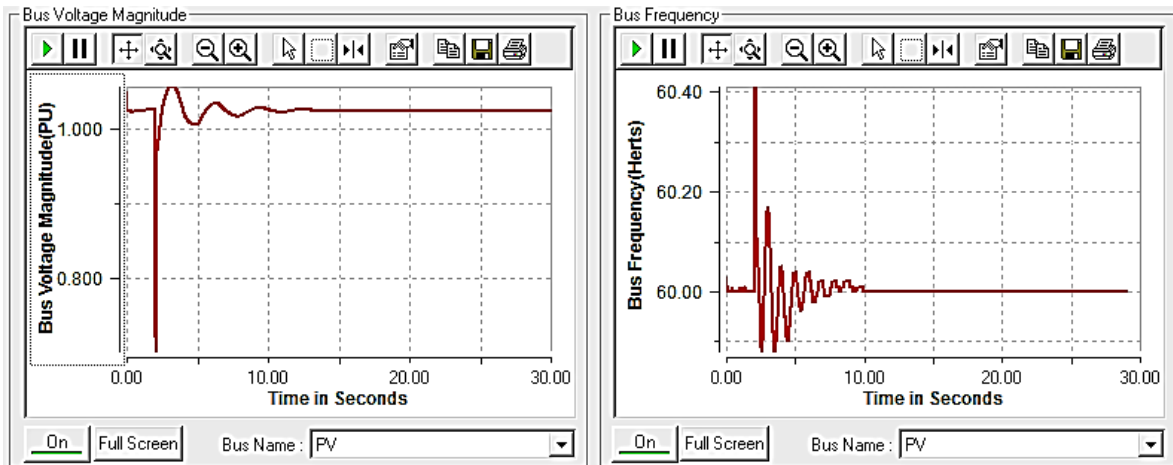 Bus Voltage Magnitude
Bus Voltage Magnitude(PU)
1.000
0.800
0.00 10.00 20.00 30.00
Time in Seconds
On Full Screen Bus Name : PV
Bus Frequency
Bus Frequency(Herts)
60.40
60.20
60.00
0.00 10.00 20.00 30.00
Time in Seconds
On Full Screen Bus Name : PV